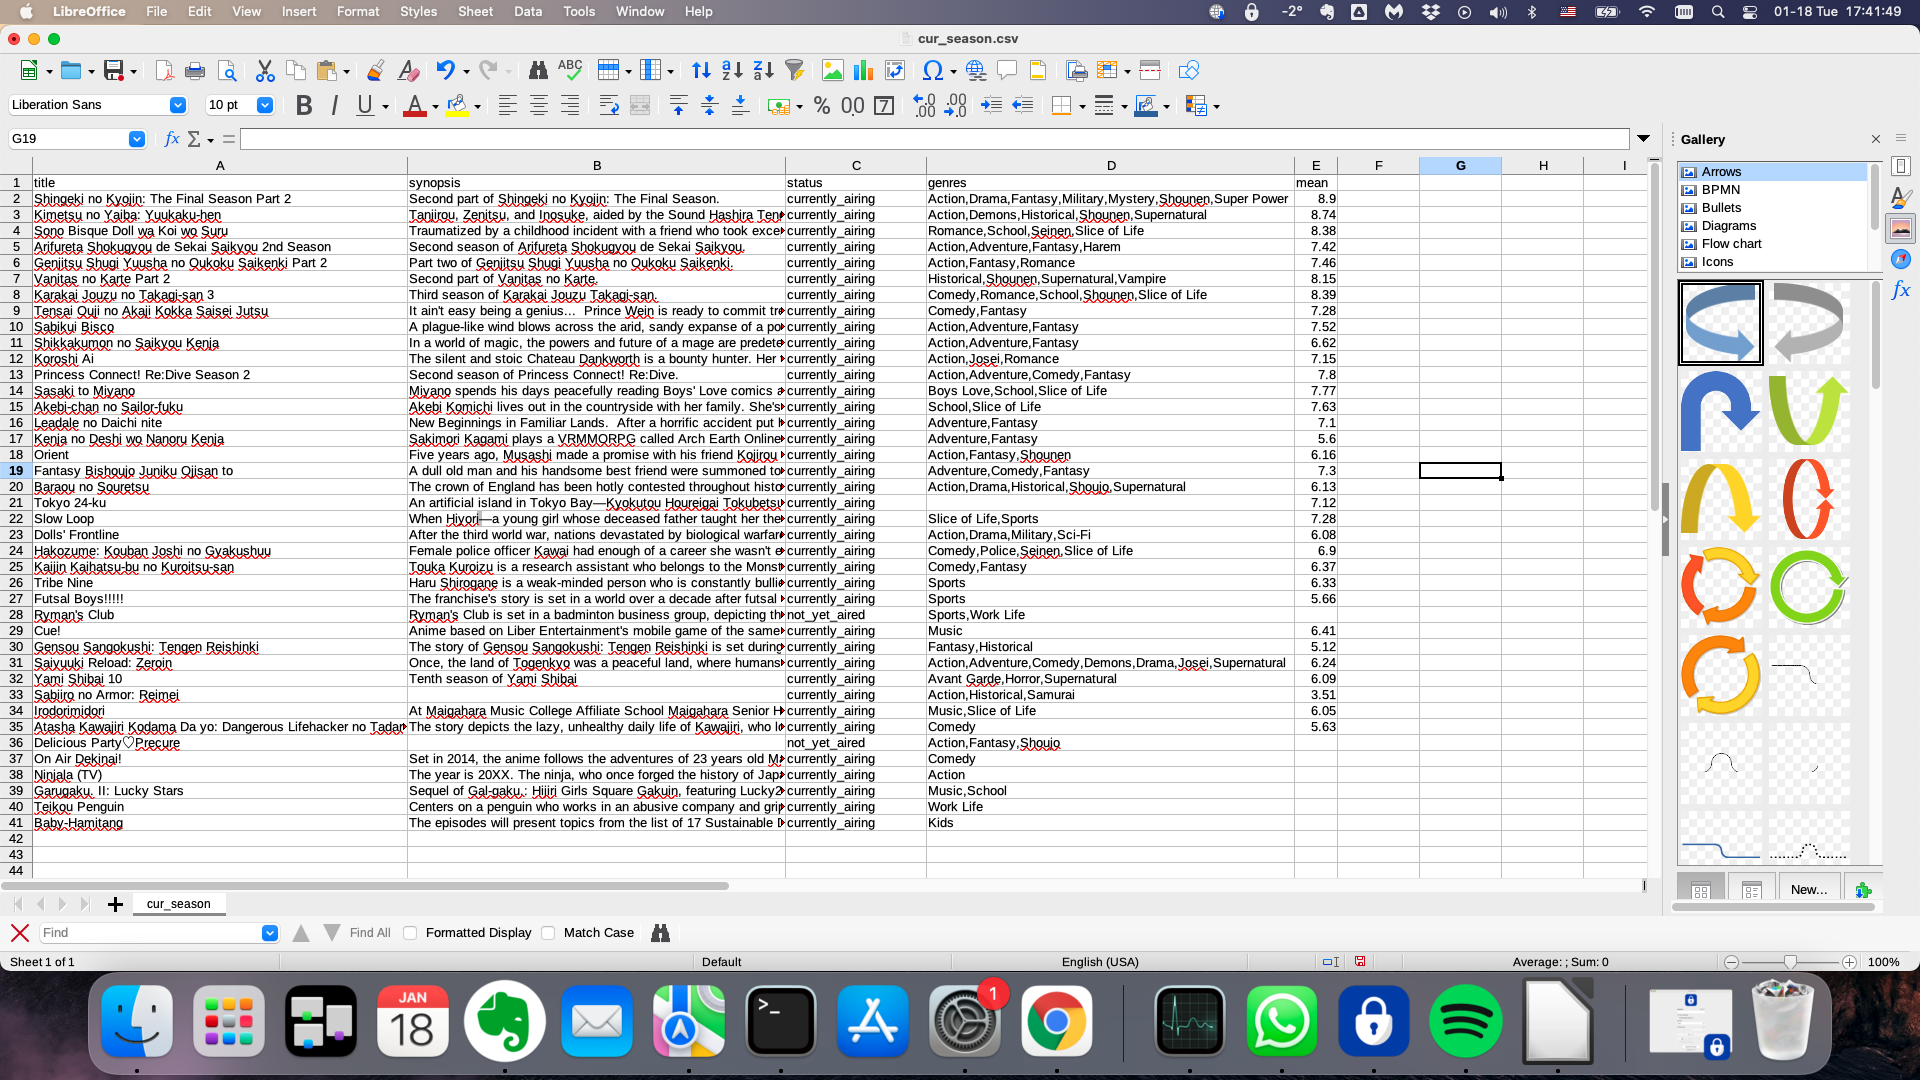 LibreOffice File Edit View Insert Format Styles Sheet Data Tools Window Help -2° 01-18 Tue 17:41:49
cur_season.csv
Liberation Sans 10 pt
G19
Gallery
A B C D E F G H I
1 title synopsis status genres mean
2 Shingeki no Kyojin: The Final Season Part 2 Second part of Shingeki no Kyojin: The Final Season. currently_airing Action,Drama,Fantasy,Military,Mystery,Shounen,Super Power 8.9
3 Kimetsu no Yaiba: Yuukaku-hen Tanjirou, Zenitsu, and Inosuke, aided by the Sound Hashira Ten currently_airing Action,Demons,Historical,Shounen,Supernatural 8.74
4 Sono Bisque Doll wa Koi wo Suru Traumatized by a childhood incident with a friend who took exce currently_airing Romance,School,Seinen,Slice of Life 8.38
5 Arifureta Shokugyou de Sekai Saikyou 2nd Season Second season of Arifureta Shokugyou de Sekai Saikyou. currently_airing Action,Adventure,Fantasy,Harem 7.42
6 Genjitsu Shugi Yuusha no Oukoku Saikenki Part 2 Part two of Genjitsu Shugi Yuusha no Oukoku Saikenki. currently_airing Action,Fantasy,Romance 7.46
7 Vanitas no Karte Part 2 Second part of Vanitas no Karte. currently_airing Historical,Shounen,Supernatural,Vampire 8.15
8 Karakai Jouzu no Takagi-san 3 Third season of Karakai Jouzu Takagi-san. currently_airing Comedy,Romance,School,Shounen,Slice of Life 8.39
9 Tensai Ouji no Akaji Kokka Saisei Jutsu It ain't easy being a genius... Prince Wein is ready to commit tr currently_airing Comedy,Fantasy 7.28
10 Sabikui Bisco A plague-like wind blows across the arid, sandy expanse of a po currently_airing Action,Adventure,Fantasy 7.52
11 Shikkakumon no Saikyou Kenja In a world of magic, the powers and future of a mage are predete currently_airing Action,Adventure,Fantasy 6.62
12 Koroshi Ai The silent and stoic Chateau Dankworth is a bounty hunter. Her currently_airing Action,Josei,Romance 7.15
13 Princess Connect! Re:Dive Season 2 Second season of Princess Connect! Re:Dive. currently_airing Action,Adventure,Comedy,Fantasy 7.8
14 Sasaki to Miyano Miyano spends his days peacefully reading Boys' Love comics a currently_airing Boys Love,School,Slice of Life 7.77
15 Akebi-chan no Sailor-fuku Akebi Komichi lives out in the countryside with her family. She's currently_airing School,Slice of Life 7.63
16 Leadale no Daichi nite New Beginnings in Familiar Lands. After a horrific accident put currently_airing Adventure,Fantasy 7.1
17 Kenja no Deshi wo Nanoru Kenja Sakimori Kagami plays a VRMMORPG called Arch Earth Online currently_airing Adventure,Fantasy 5.6
18 Orient Five years ago, Musashi made a promise with his friend Kojirou currently_airing Action,Fantasy,Shounen 6.16
19 Fantasy Bishoujo Juniku Ojisan to A dull old man and his handsome best friend were summoned to currently_airing Adventure,Comedy,Fantasy 7.3
20 Baraou no Souretsu The crown of England has been hotly contested throughout histo currently_airing Action,Drama,Historical,Shoujo,Supernatural 6.13
21 Tokyo 24-ku An artificial island in Tokyo Bay—Kyokutou Houreigai Tokubetsu currently_airing 7.12
22 Slow Loop When Hiyori—a young girl whose deceased father taught her the currently_airing Slice of Life,Sports 7.28
23 Dolls' Frontline After the third world war, nations devastated by biological warfar currently_airing Action,Drama,Military,Sci-Fi 6.08
24 Hakozume: Kouban Joshi no Gyakushuu Female police officer Kawai had enough of a career she wasn't currently_airing Comedy,Police,Seinen,Slice of Life 6.9
25 Kaijin Kaihatsu-bu no Kuroitsu-san Touka Kuroizu is a research assistant who belongs to the Monst currently_airing Comedy,Fantasy 6.37
26 Tribe Nine Haru Shirogane is a weak-minded person who is constantly bulli currently_airing Sports 6.33
27 Futsal Boys!!!!! The franchise's story is set in a world over a decade after futsal currently_airing Sports 5.66
28 Ryman's Club Ryman's Club is set in a badminton business group, depicting th not_yet_aired Sports,Work Life
29 Cue! Anime based on Liber Entertainment's mobile game of the same currently_airing Music 6.41
30 Gensou Sangokushi: Tengen Reishinki The story of Gensou Sangokushi: Tengen Reishinki is set during currently_airing Fantasy,Historical 5.12
31 Saiyuuki Reload: Zeroin Once, the land of Togenkyo was a peaceful land, where humans currently_airing Action,Adventure,Comedy,Demons,Drama,Josei,Supernatural 6.24
32 Yami Shibai 10 Tenth season of Yami Shibai currently_airing Avant Garde,Horror,Supernatural 6.09
33 Sabiiro no Armor: Reimei currently_airing Action,Historical,Samurai 3.51
34 Irodorimidori At Maigahara Music College Affiliate School Maigahara Senior H currently_airing Music,Slice of Life 6.05
35 Atasha Kawajiri Kodama Da yo: Dangerous Lifehacker no Tadar The story depicts the lazy, unhealthy daily life of Kawajiri, who l currently_airing Comedy 5.63
36 Delicious Party♡Precure not_yet_aired Action,Fantasy,Shoujo
37 On Air Dekinai! Set in 2014, the anime follows the adventures of 23 years old M currently_airing Comedy
38 Ninjala (TV) The year is 20XX. The ninja, who once forged the history of Jap currently_airing Action
39 Garugaku. II: Lucky Stars Sequel of Gal-gaku.: Hijiri Girls Square Gakuin, featuring Lucky2 currently_airing Music,School
40 Teikou Penguin Centers on a penguin who works in an abusive company and gri currently_airing Work Life
41 Baby-Hamitang The episodes will present topics from the list of 17 Sustainable currently_airing Kids
42
43
44
Arrows
BPMN
Bullets
Diagrams
Flow chart
Icons
New...
cur_season
Find Find All Formatted Display Match Case
Sheet 1 of 1 Default English (USA) Average: ; Sum: 0 100%
JAN
18
1